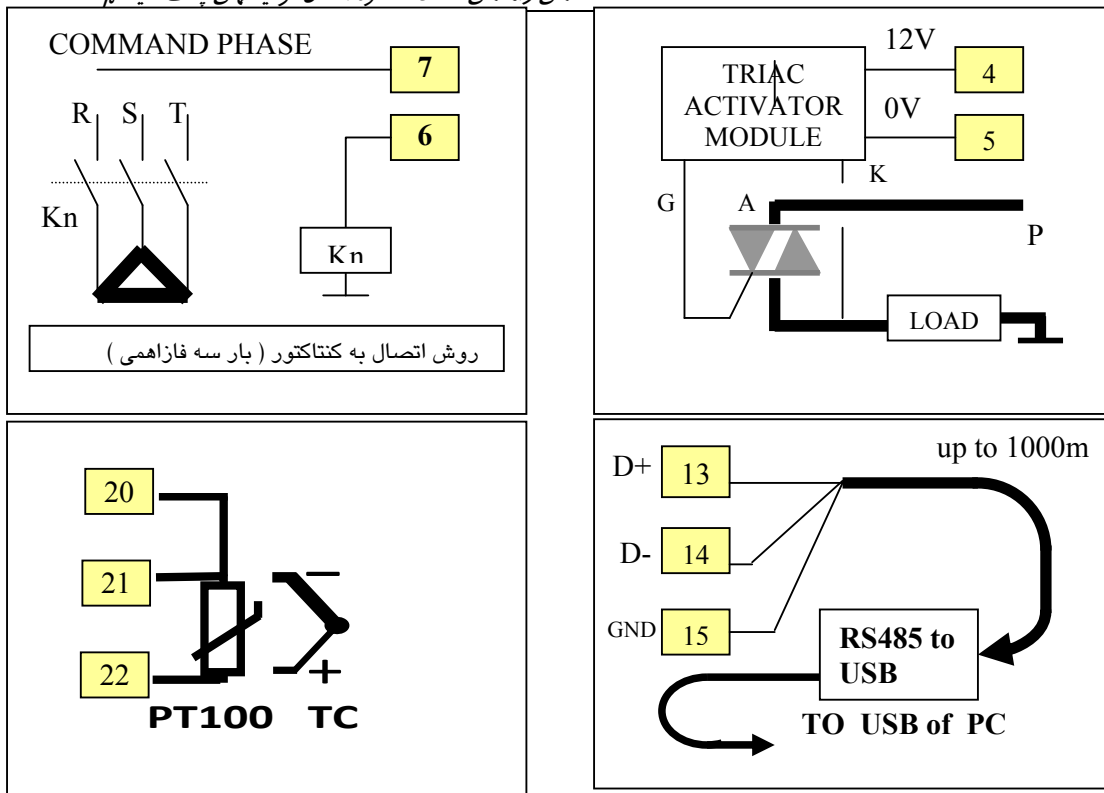 COMMAND PHASE
7
R S T
6
Kn
Kn
روش اتصال به کنتاکتور ( بار سه فازاهمی )
12V
4
TRIAC
ACTIVATOR
MODULE
0V
5
K
G
A
P
LOAD
20
21
22
PT100 TC
up to 1000m
D+
13
D-
14
GND
15
RS485 to
USB
TO USB of PC